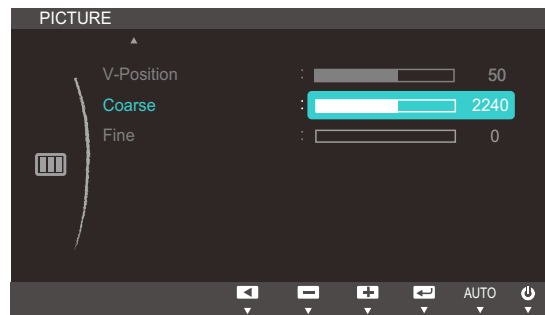 PICTURE
V-Position : 50
Coarse : 2240
Fine : 0
AUTO